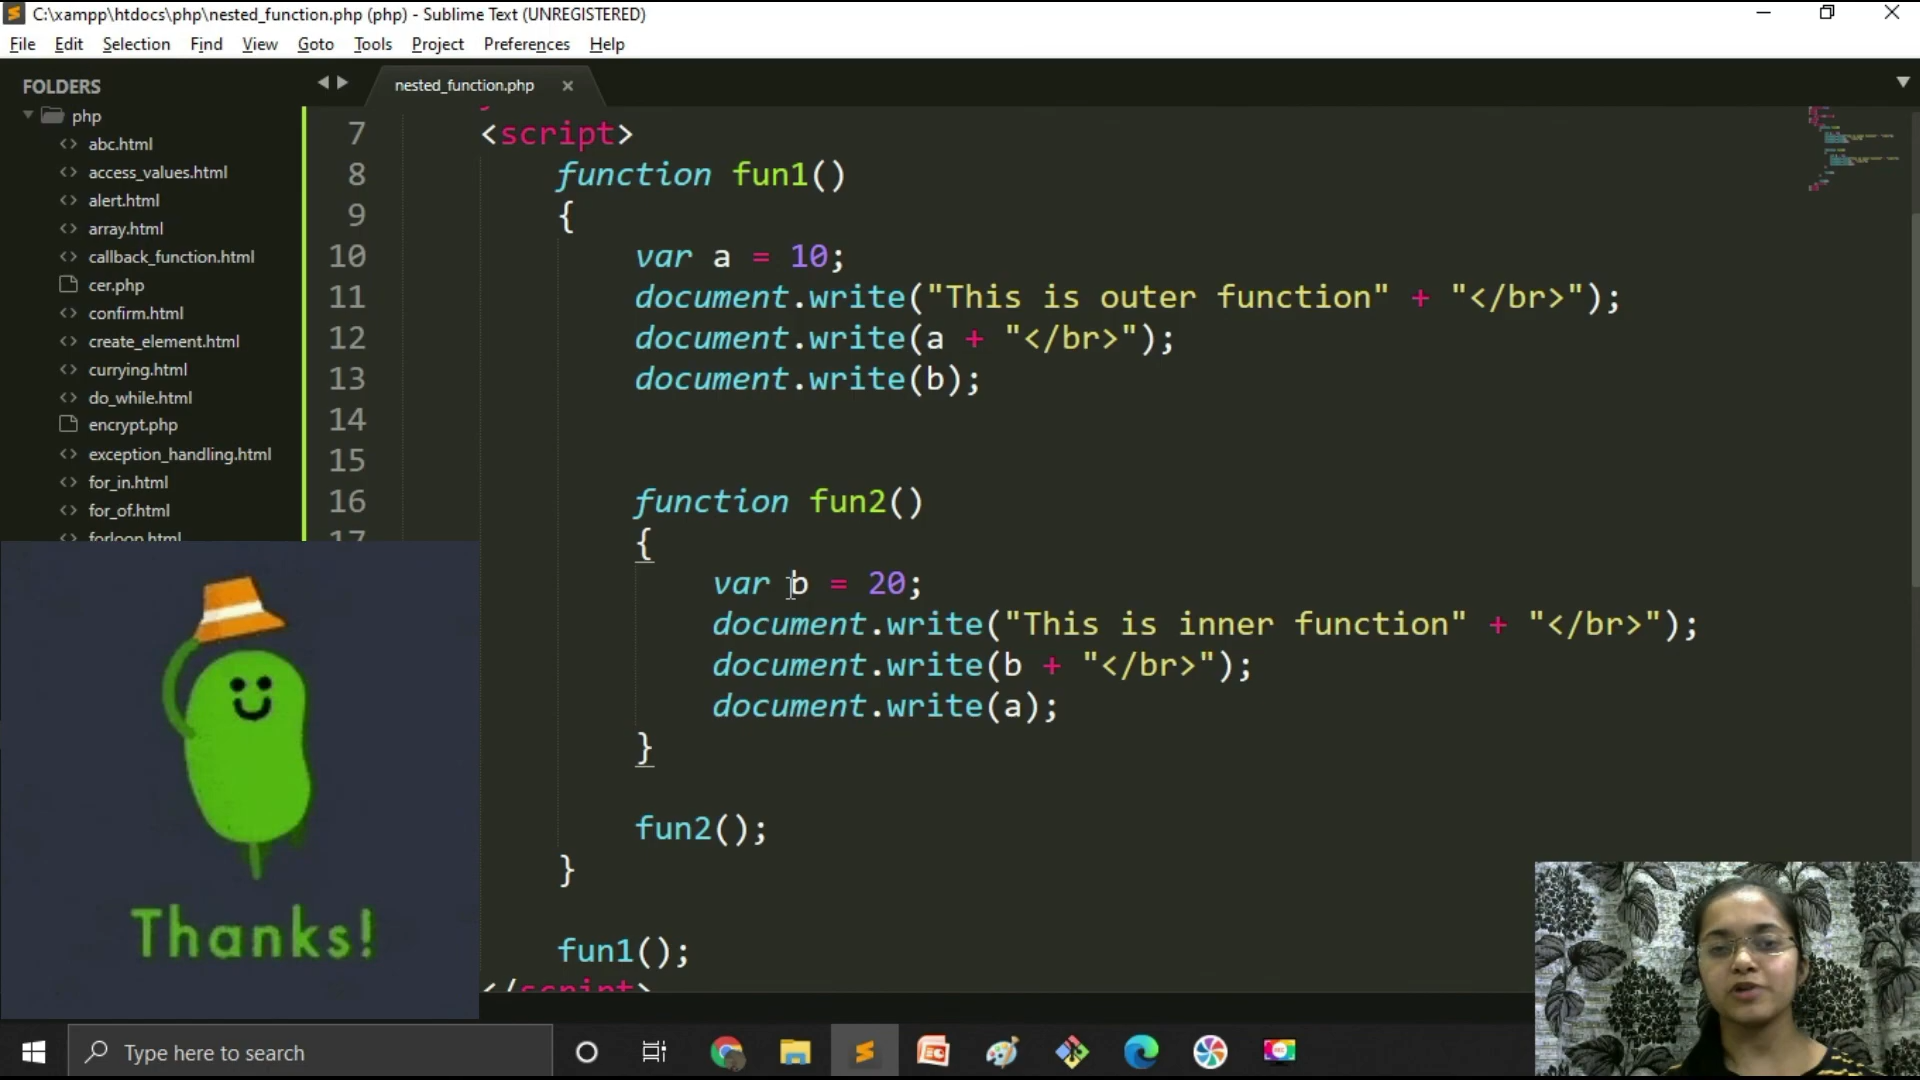 C:\xampp\htdocs\php\nested_function.php (php) - Sublime Text (UNREGISTERED)
File Edit Selection Find View Goto Tools Project Preferences Help
FOLDERS
php
abc.html
access_values.html
alert.html
array.html
callback_function.html
cer.php
confirm.html
create_element.html
currying.html
do_while.html
encrypt.php
exception_handling.html
for_in.html
for_of.html
forloop.html
nested_function.php
7 <script>
8 function fun1()
9 {
10 var a = 10;
11 document.write("This is outer function" + "</br>");
12 document.write(a + "</br>");
13 document.write(b);
14
15
16 function fun2()
17 {
var b = 20;
document.write("This is inner function" + "</br>");
document.write(b + "</br>");
document.write(a);
}
fun2();
}
fun1();
</script>
Thanks!
Type here to search